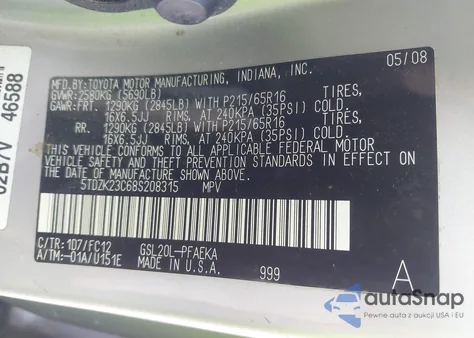 MFD. BY: TOYOTA MOTOR MANUFACTURING, INDIANA, INC.
05/08
GVWR: 2580KG (5690LB)
GAWR: FRT. 1290KG (2845LB) WITH P215/65R16 TIRES,
16X6.5JJ RIMS, AT 240KPA (35PSI) COLD.
RR. 1290KG (2845LB) WITH P215/65R16 TIRES,
16X6.5JJ RIMS, AT 240KPA (35PSI) COLD.
THIS VEHICLE CONFORMS TO ALL APPLICABLE FEDERAL MOTOR
VEHICLE SAFETY AND THEFT PREVENTION STANDARDS IN EFFECT ON
THE DATE OF MANUFACTURE SHOWN ABOVE.
5TDZK23C68S208315 MPV
C/TR: 1D7/FC12 GSL20L-PFAEKA
A/TM: -01A/U151E MADE IN U.S.A. 999 A
46588
autoSnap
Pewne auta z USA w dobrej cenie